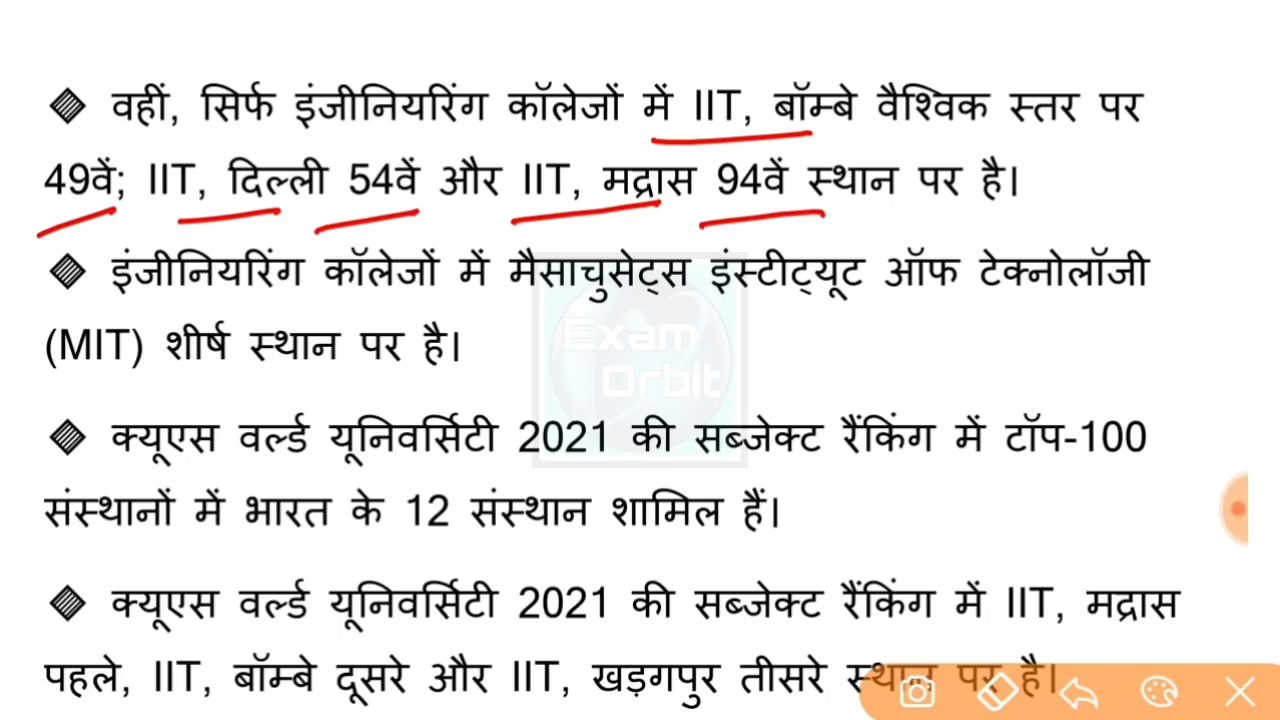 वहीं, सिर्फ इंजीनियरिंग कॉलेजों में IIT, बॉम्बे वैश्विक स्तर पर
49वें; IIT, दिल्ली 54वें और IIT, मद्रास 94वें स्थान पर है।
इंजीनियरिंग कॉलेजों में मैसाचुसेट्स इंस्टीट्यूट ऑफ टेक्नोलॉजी
(MIT) शीर्ष स्थान पर है।
Exam
Orbit
क्यूएस वर्ल्ड यूनिवर्सिटी 2021 की सब्जेक्ट रैंकिंग में टॉप-100
संस्थानों में भारत के 12 संस्थान शामिल हैं।
क्यूएस वर्ल्ड यूनिवर्सिटी 2021 की सब्जेक्ट रैंकिंग में IIT, मद्रास
पहले, IIT, बॉम्बे दूसरे और IIT, खड़गपुर तीसरे स्थान पर है।